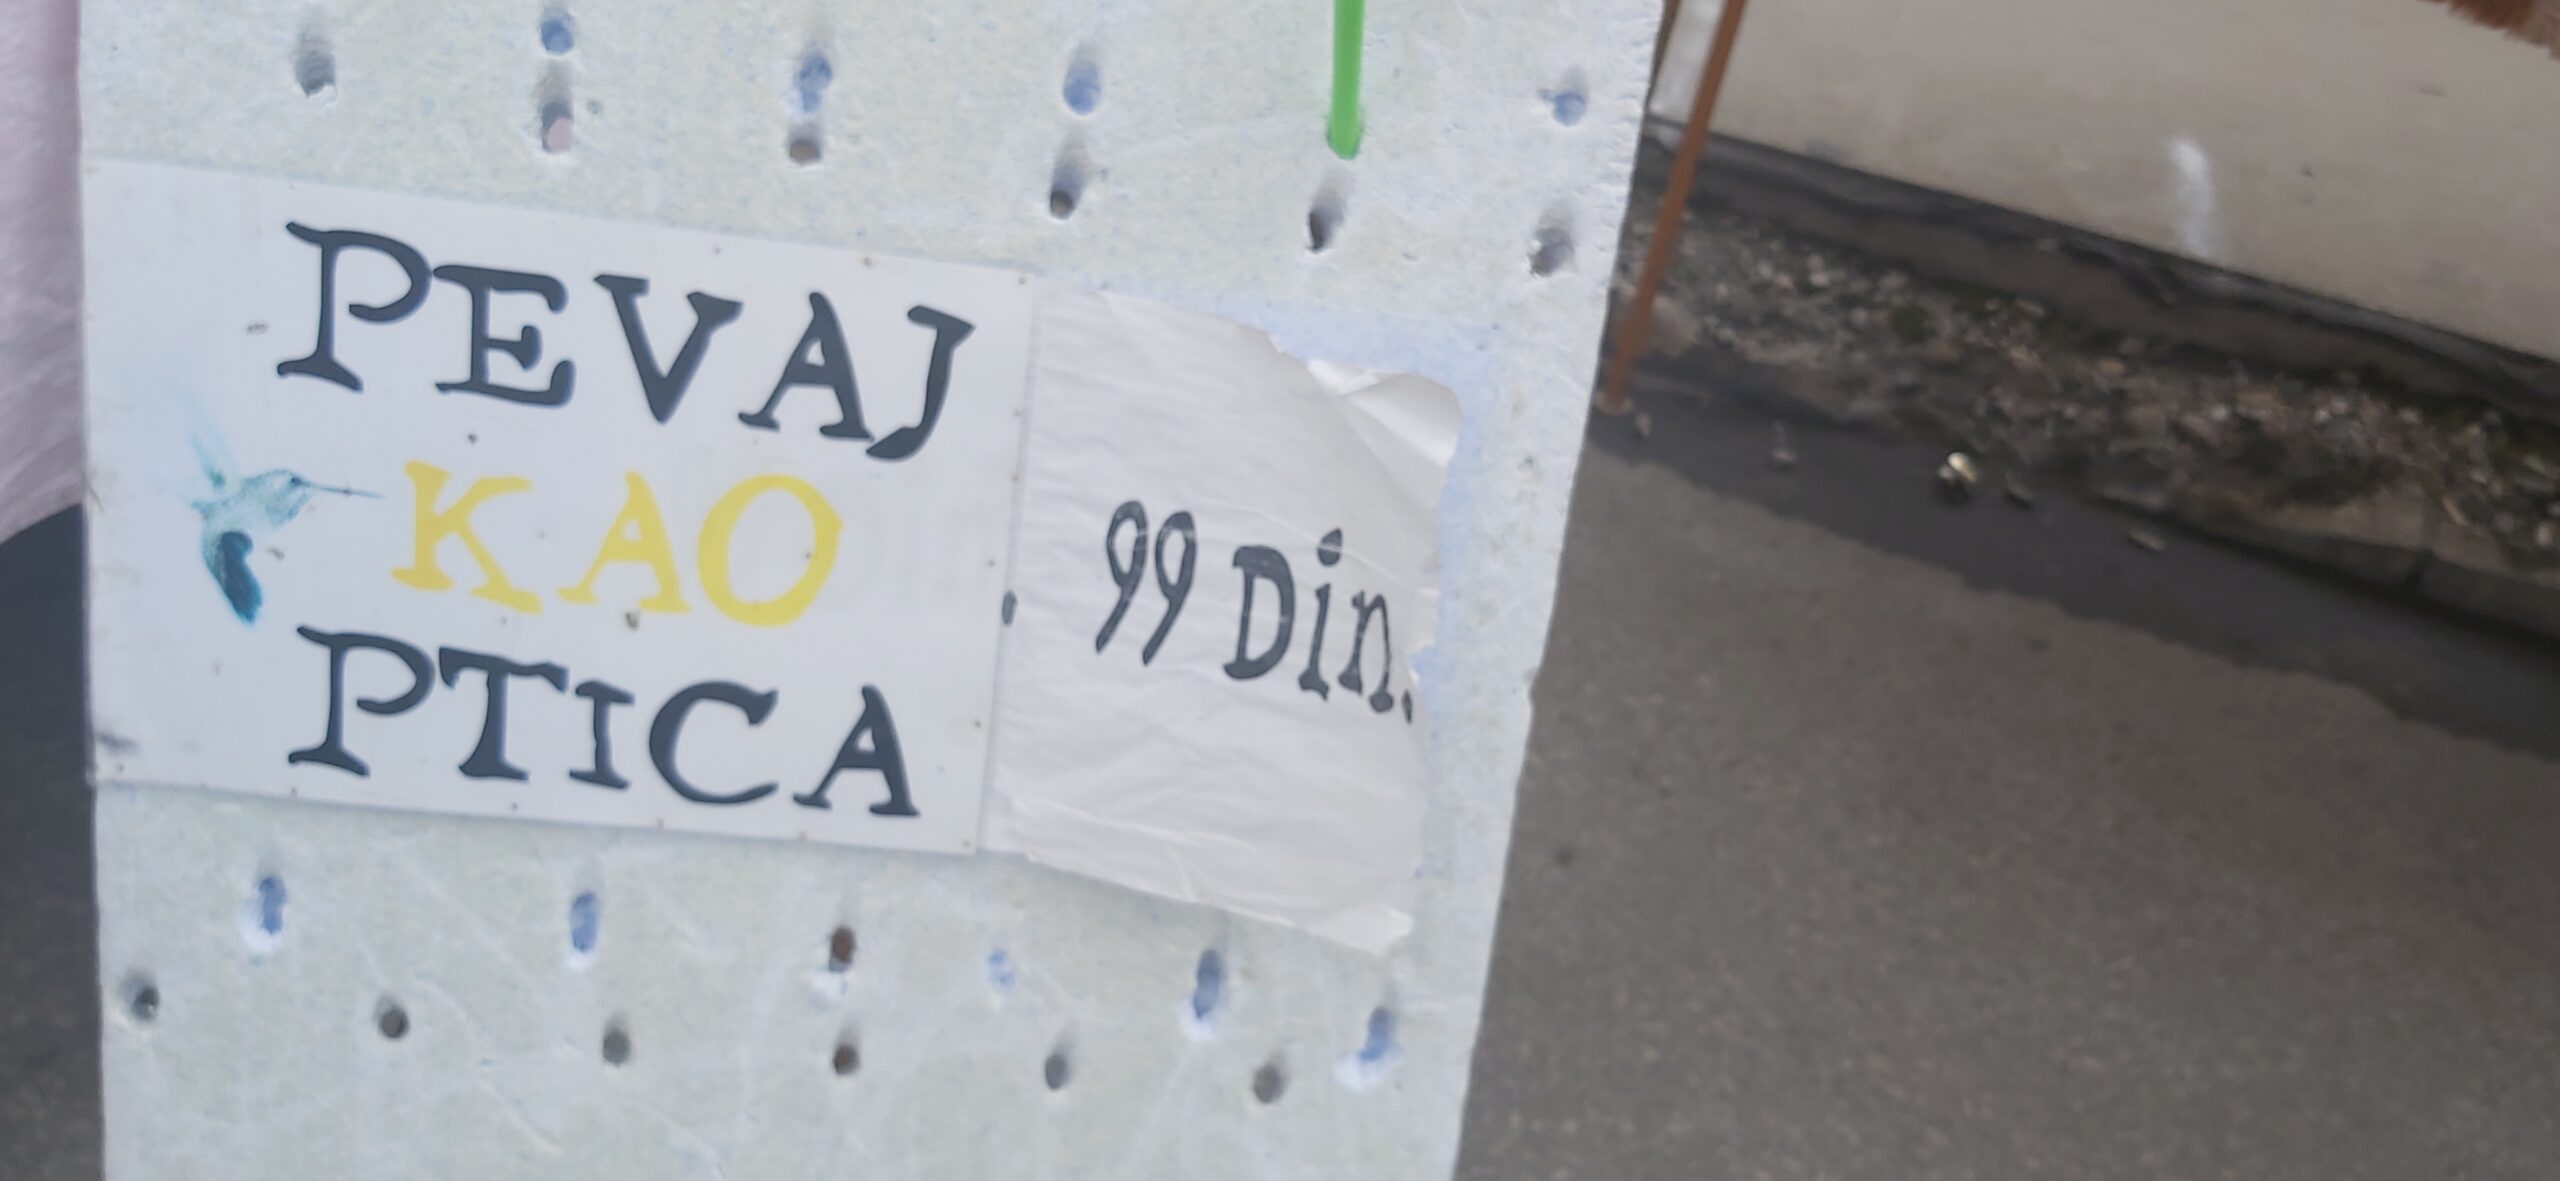 PEVAJ
KAO
PTICA
99 Din.